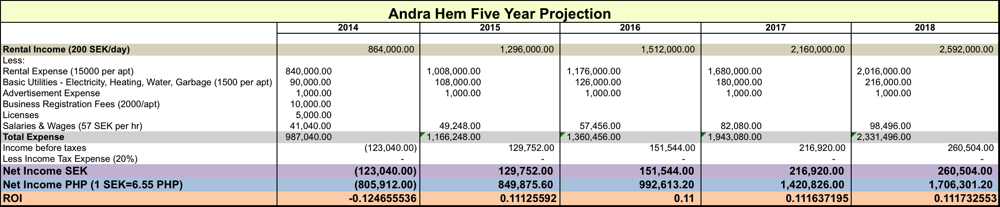 Andra Hem Five Year Projection
2014 2015 2016 2017 2018
Rental Income (200 SEK/day) 864,000.00 1,296,000.00 1,512,000.00 2,160,000.00 2,592,000.00
Less:
Rental Expense (15000 per apt) 840,000.00 1,008,000.00 1,176,000.00 1,680,000.00 2,016,000.00
Basic Utilities - Electricity, Heating, Water, Garbage (1500 per apt) 90,000.00 108,000.00 126,000.00 180,000.00 216,000.00
Advertisement Expense 1,000.00 1,000.00 1,000.00 1,000.00 1,000.00
Business Registration Fees (2000/apt) 10,000.00
Licenses 5,000.00
Salaries & Wages (57 SEK per hr) 41,040.00 49,248.00 57,456.00 82,080.00 98,496.00
Total Expense 987,040.00 1,166,248.00 1,360,456.00 1,943,080.00 2,331,496.00
Income before taxes (123,040.00) 129,752.00 151,544.00 216,920.00 260,504.00
Less Income Tax Expense (20%) - - - - -
Net Income SEK (123,040.00) 129,752.00 151,544.00 216,920.00 260,504.00
Net Income PHP (1 SEK=6.55 PHP) (805,912.00) 849,875.60 992,613.20 1,420,826.00 1,706,301.20
ROI -0.124655536 0.11125592 0.11 0.111637195 0.111732553